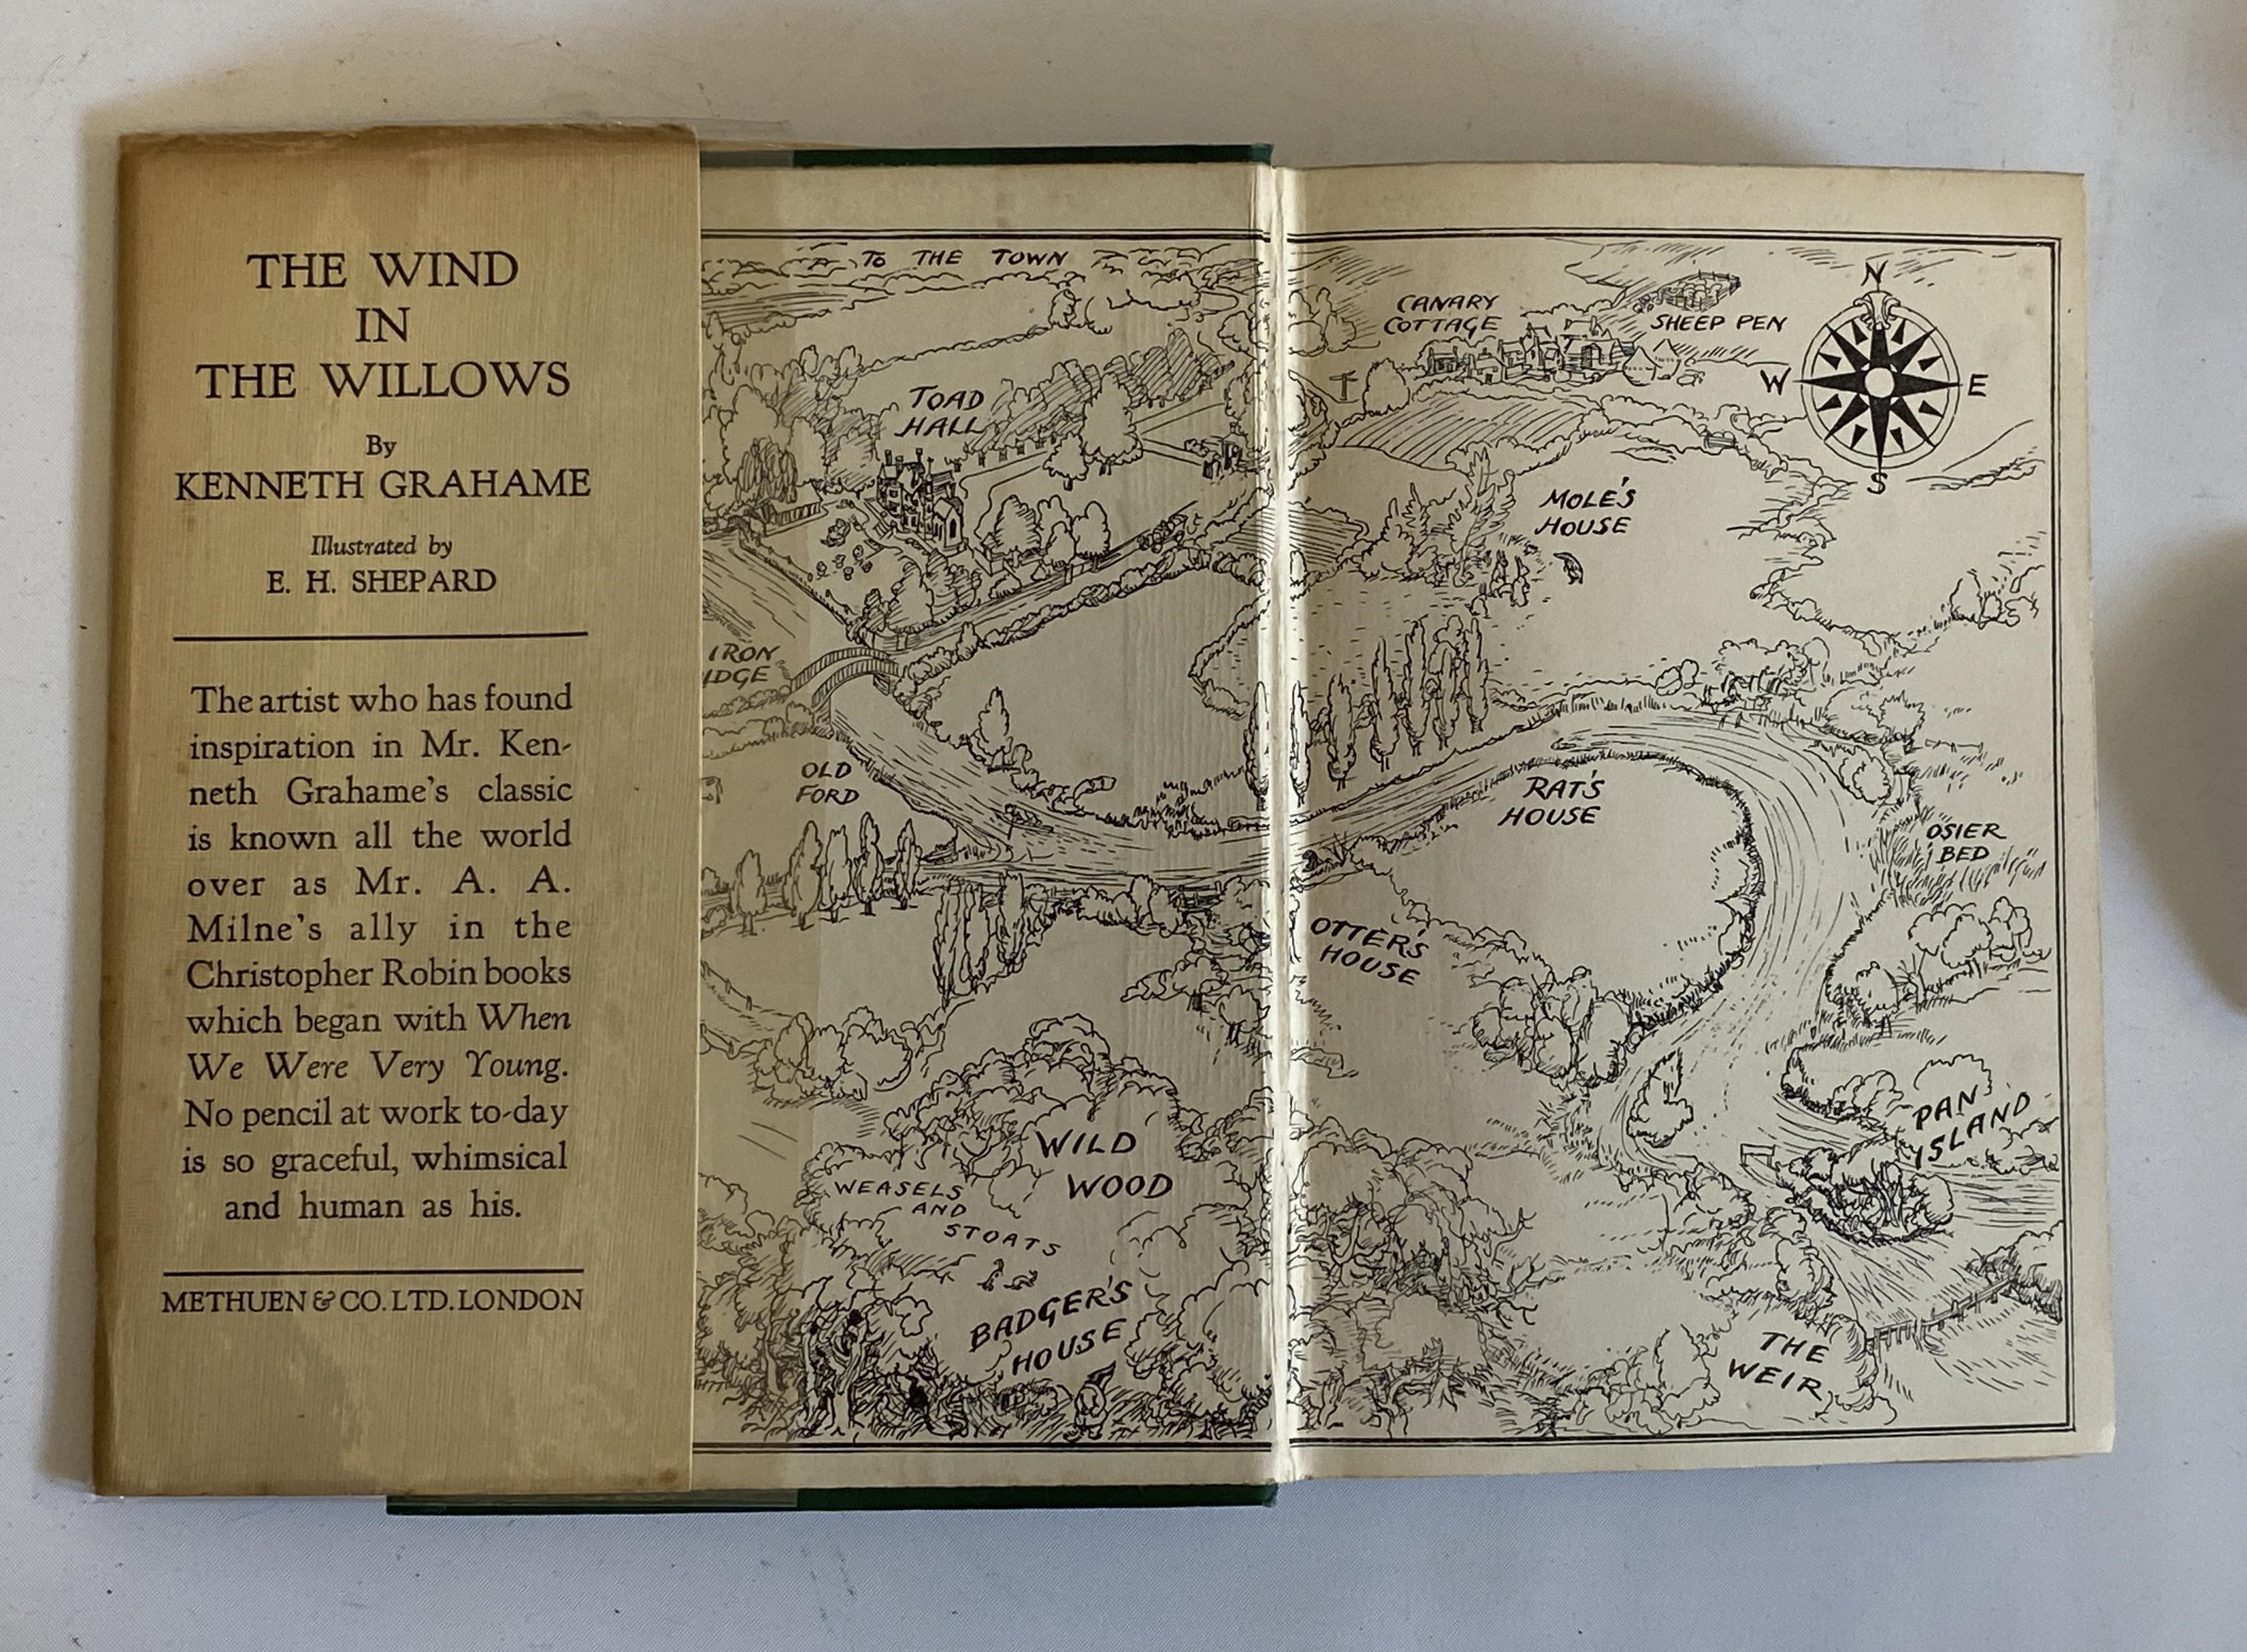 THE WIND
IN
THE WILLOWS
By
KENNETH GRAHAME
Illustrated by
E. H. SHEPARD
The artist who has found
inspiration in Mr. Ken-
neth Grahame's classic
is known all the world
over as Mr. A. A.
Milne's ally in the
Christopher Robin books
which began with When
We Were Very Young.
No pencil at work to-day
is so graceful, whimsical
and human as his.
METHUEN & CO. LTD. LONDON
TO THE TOWN
TOAD
HALL
IRON
IDGE
OLD
FORD
WILD
WOOD
WEASELS
AND
STOATS
BADGER'S
HOUSE
CANARY
COTTAGE
SHEEP PEN
N
W
E
S
MOLE'S
HOUSE
RAT'S
HOUSE
OSIER
BED
OTTER'S
HOUSE
PAN
ISLAND
THE
WEIR